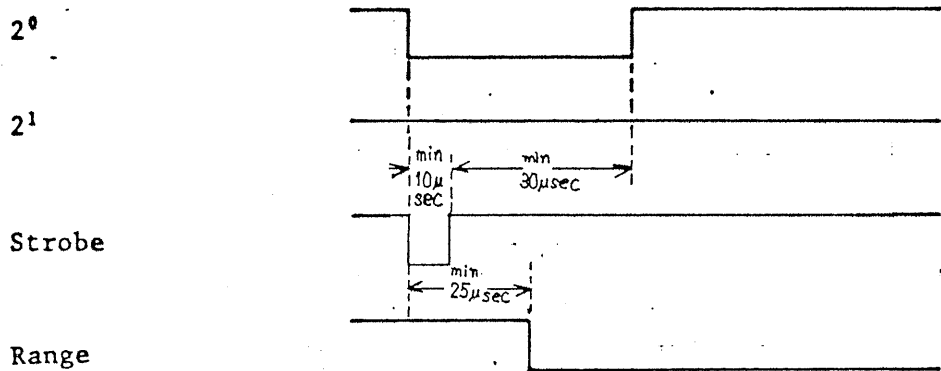 2⁰
2¹
min
10μ
sec
min
30μsec
Strobe
min
25μsec
Range